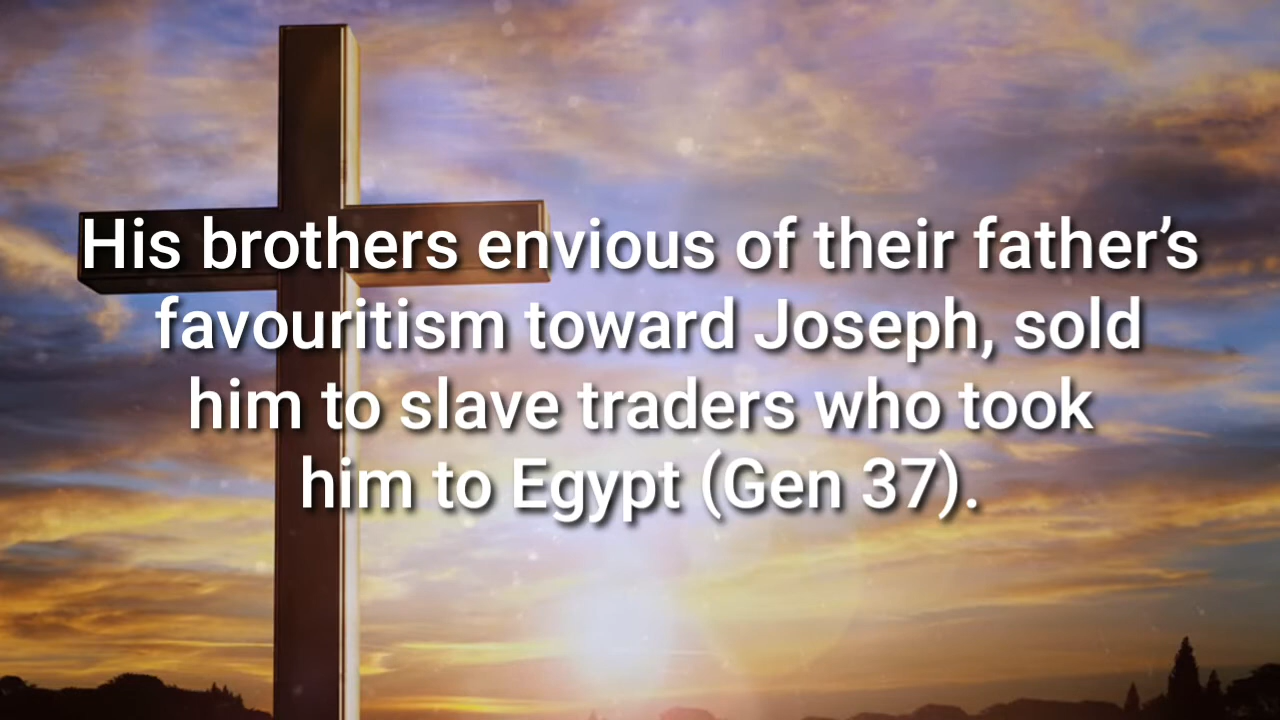 His brothers envious of their father’s
favouritism toward Joseph, sold
him to slave traders who took
him to Egypt (Gen 37).